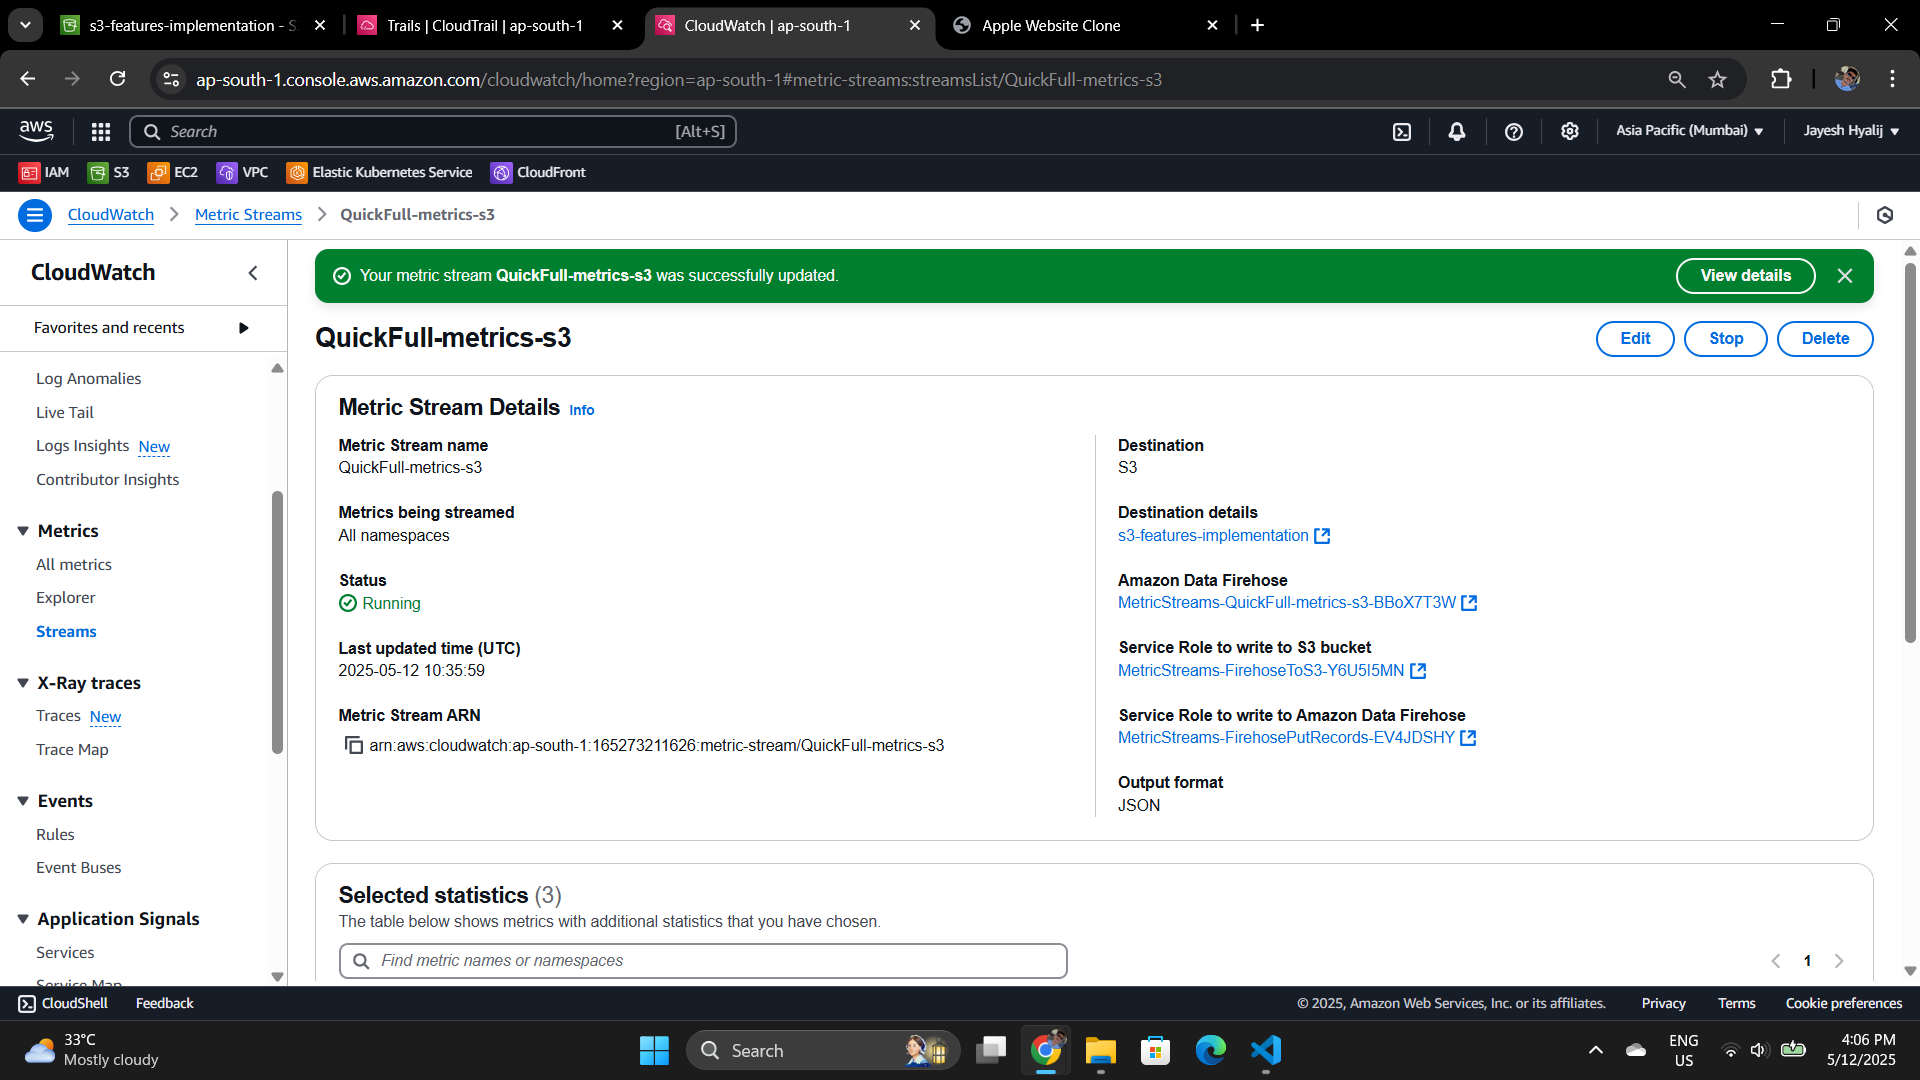 s3-features-implementation - S
Trails | CloudTrail | ap-south-1
CloudWatch | ap-south-1
Apple Website Clone
ap-south-1.console.aws.amazon.com/cloudwatch/home?region=ap-south-1#metric-streams:streamsList/QuickFull-metrics-s3
aws
Search
[Alt+S]
Asia Pacific (Mumbai)
Jayesh Hyalij
IAM
S3
EC2
VPC
Elastic Kubernetes Service
CloudFront
CloudWatch
Metric Streams
QuickFull-metrics-s3
CloudWatch
Favorites and recents
Log Anomalies
Live Tail
Logs Insights New
Contributor Insights
Metrics
All metrics
Explorer
Streams
X-Ray traces
Traces New
Trace Map
Events
Rules
Event Buses
Application Signals
Services
Service Map
Your metric stream QuickFull-metrics-s3 was successfully updated.
View details
QuickFull-metrics-s3
Edit
Stop
Delete
Metric Stream Details Info
Metric Stream name
QuickFull-metrics-s3
Metrics being streamed
All namespaces
Status
Running
Last updated time (UTC)
2025-05-12 10:35:59
Metric Stream ARN
arn:aws:cloudwatch:ap-south-1:165273211626:metric-stream/QuickFull-metrics-s3
Destination
S3
Destination details
s3-features-implementation
Amazon Data Firehose
MetricStreams-QuickFull-metrics-s3-BBoX7T3W
Service Role to write to S3 bucket
MetricStreams-FirehoseToS3-Y6U5I5MN
Service Role to write to Amazon Data Firehose
MetricStreams-FirehosePutRecords-EV4JDSHY
Output format
JSON
Selected statistics (3)
The table below shows metrics with additional statistics that you have chosen.
Find metric names or namespaces
1
CloudShell
Feedback
© 2025, Amazon Web Services, Inc. or its affiliates.
Privacy
Terms
Cookie preferences
33°C
Mostly cloudy
Search
ENG
US
4:06 PM
5/12/2025